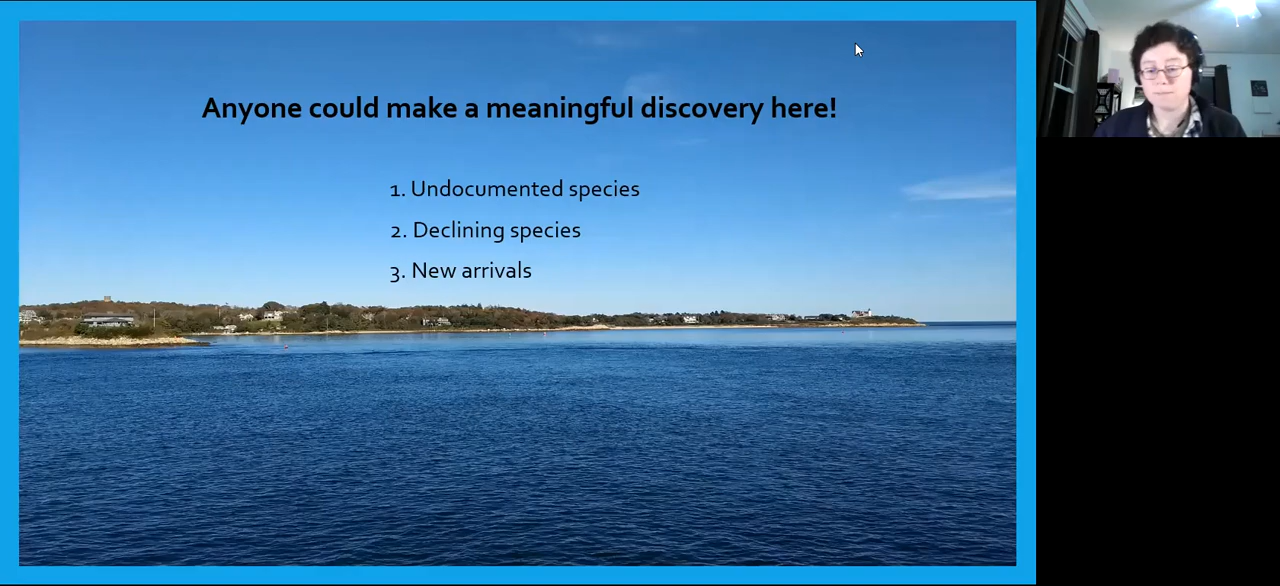 Anyone could make a meaningful discovery here!
1. Undocumented species
2. Declining species
3. New arrivals